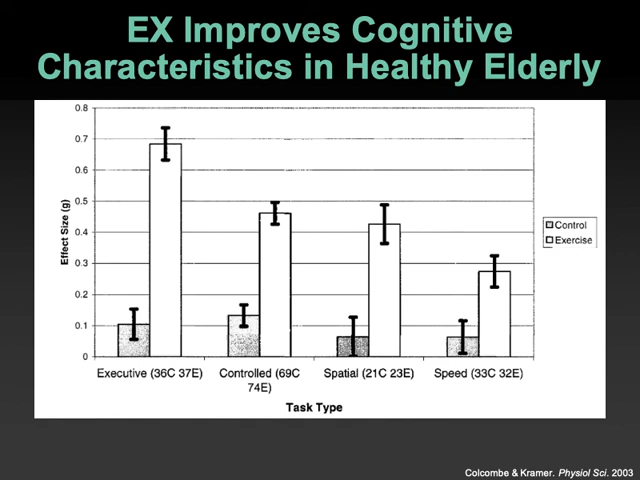 EX Improves Cognitive
Characteristics in Healthy Elderly
0.8
0.7
0.6
0.5
0.4
0.3
0.2
0.1
0
Effect Size (g)
Control
Exercise
Executive (36C 37E)
Controlled (69C
74E)
Spatial (21C 23E)
Speed (33C 32E)
Task Type
Colcombe & Kramer. Physiol Sci. 2003